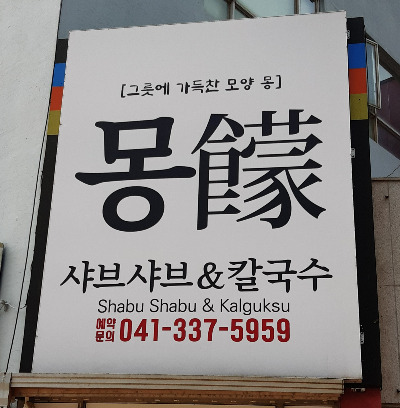 [그릇에 가득찬 모양 몽]
몽饛
샤브샤브&칼국수
Shabu Shabu & Kalguksu
예약문의 041-337-5959